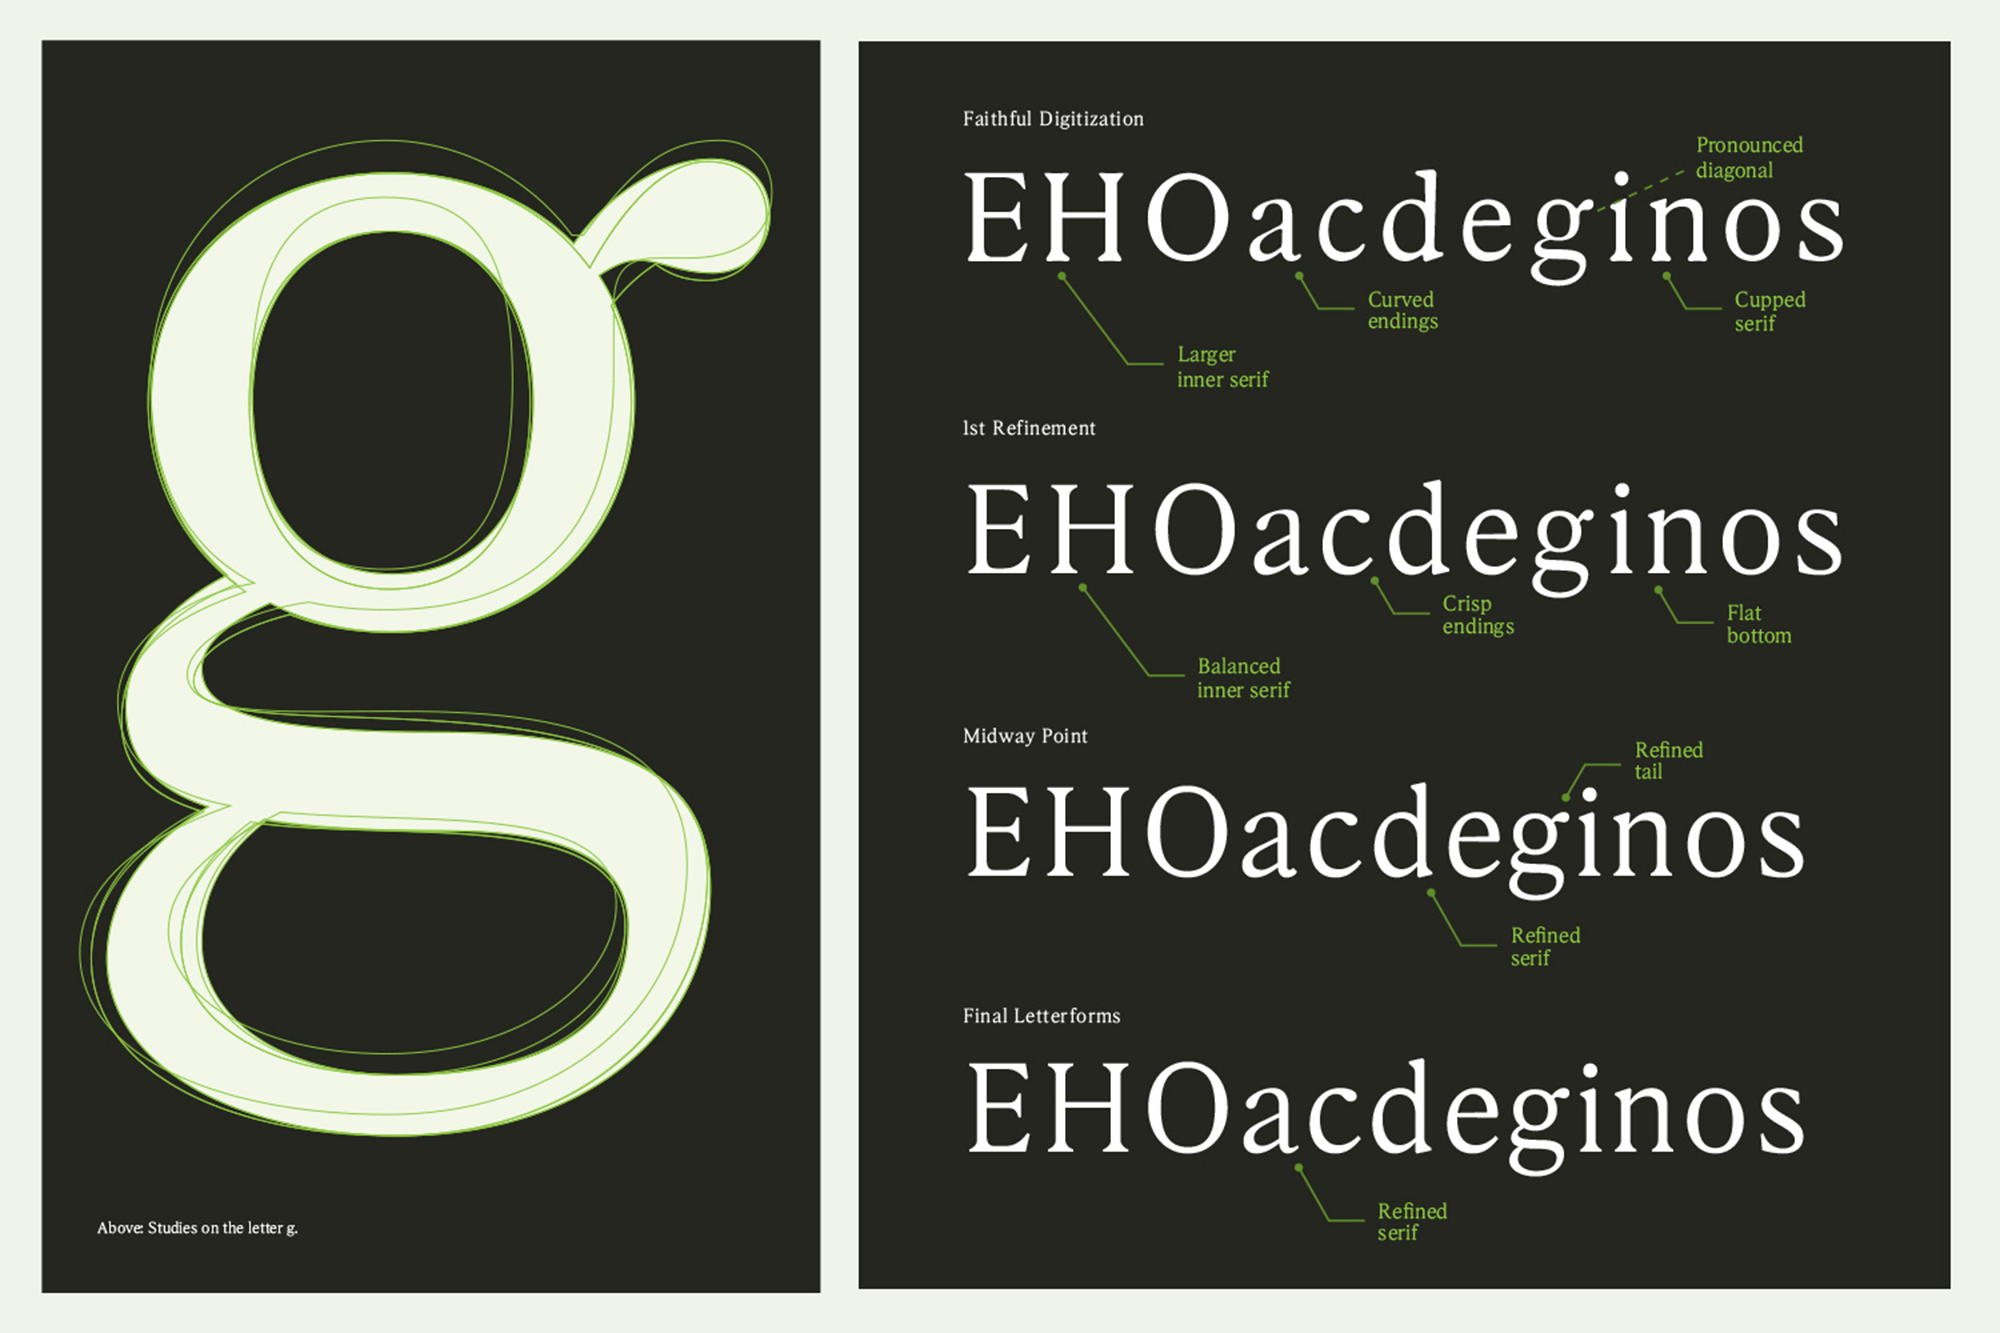 g
Above: Studies on the letter g.
Faithful Digitization
EHOacdeginos
Pronounced
diagonal
Curved
endings
Cupped
serif
Larger
inner serif
1st Refinement
EHOacdeginos
Crisp
endings
Flat
bottom
Balanced
inner serif
Midway Point
Refined
tail
EHOacdeginos
Refined
serif
Final Letterforms
EHOacdeginos
Refined
serif